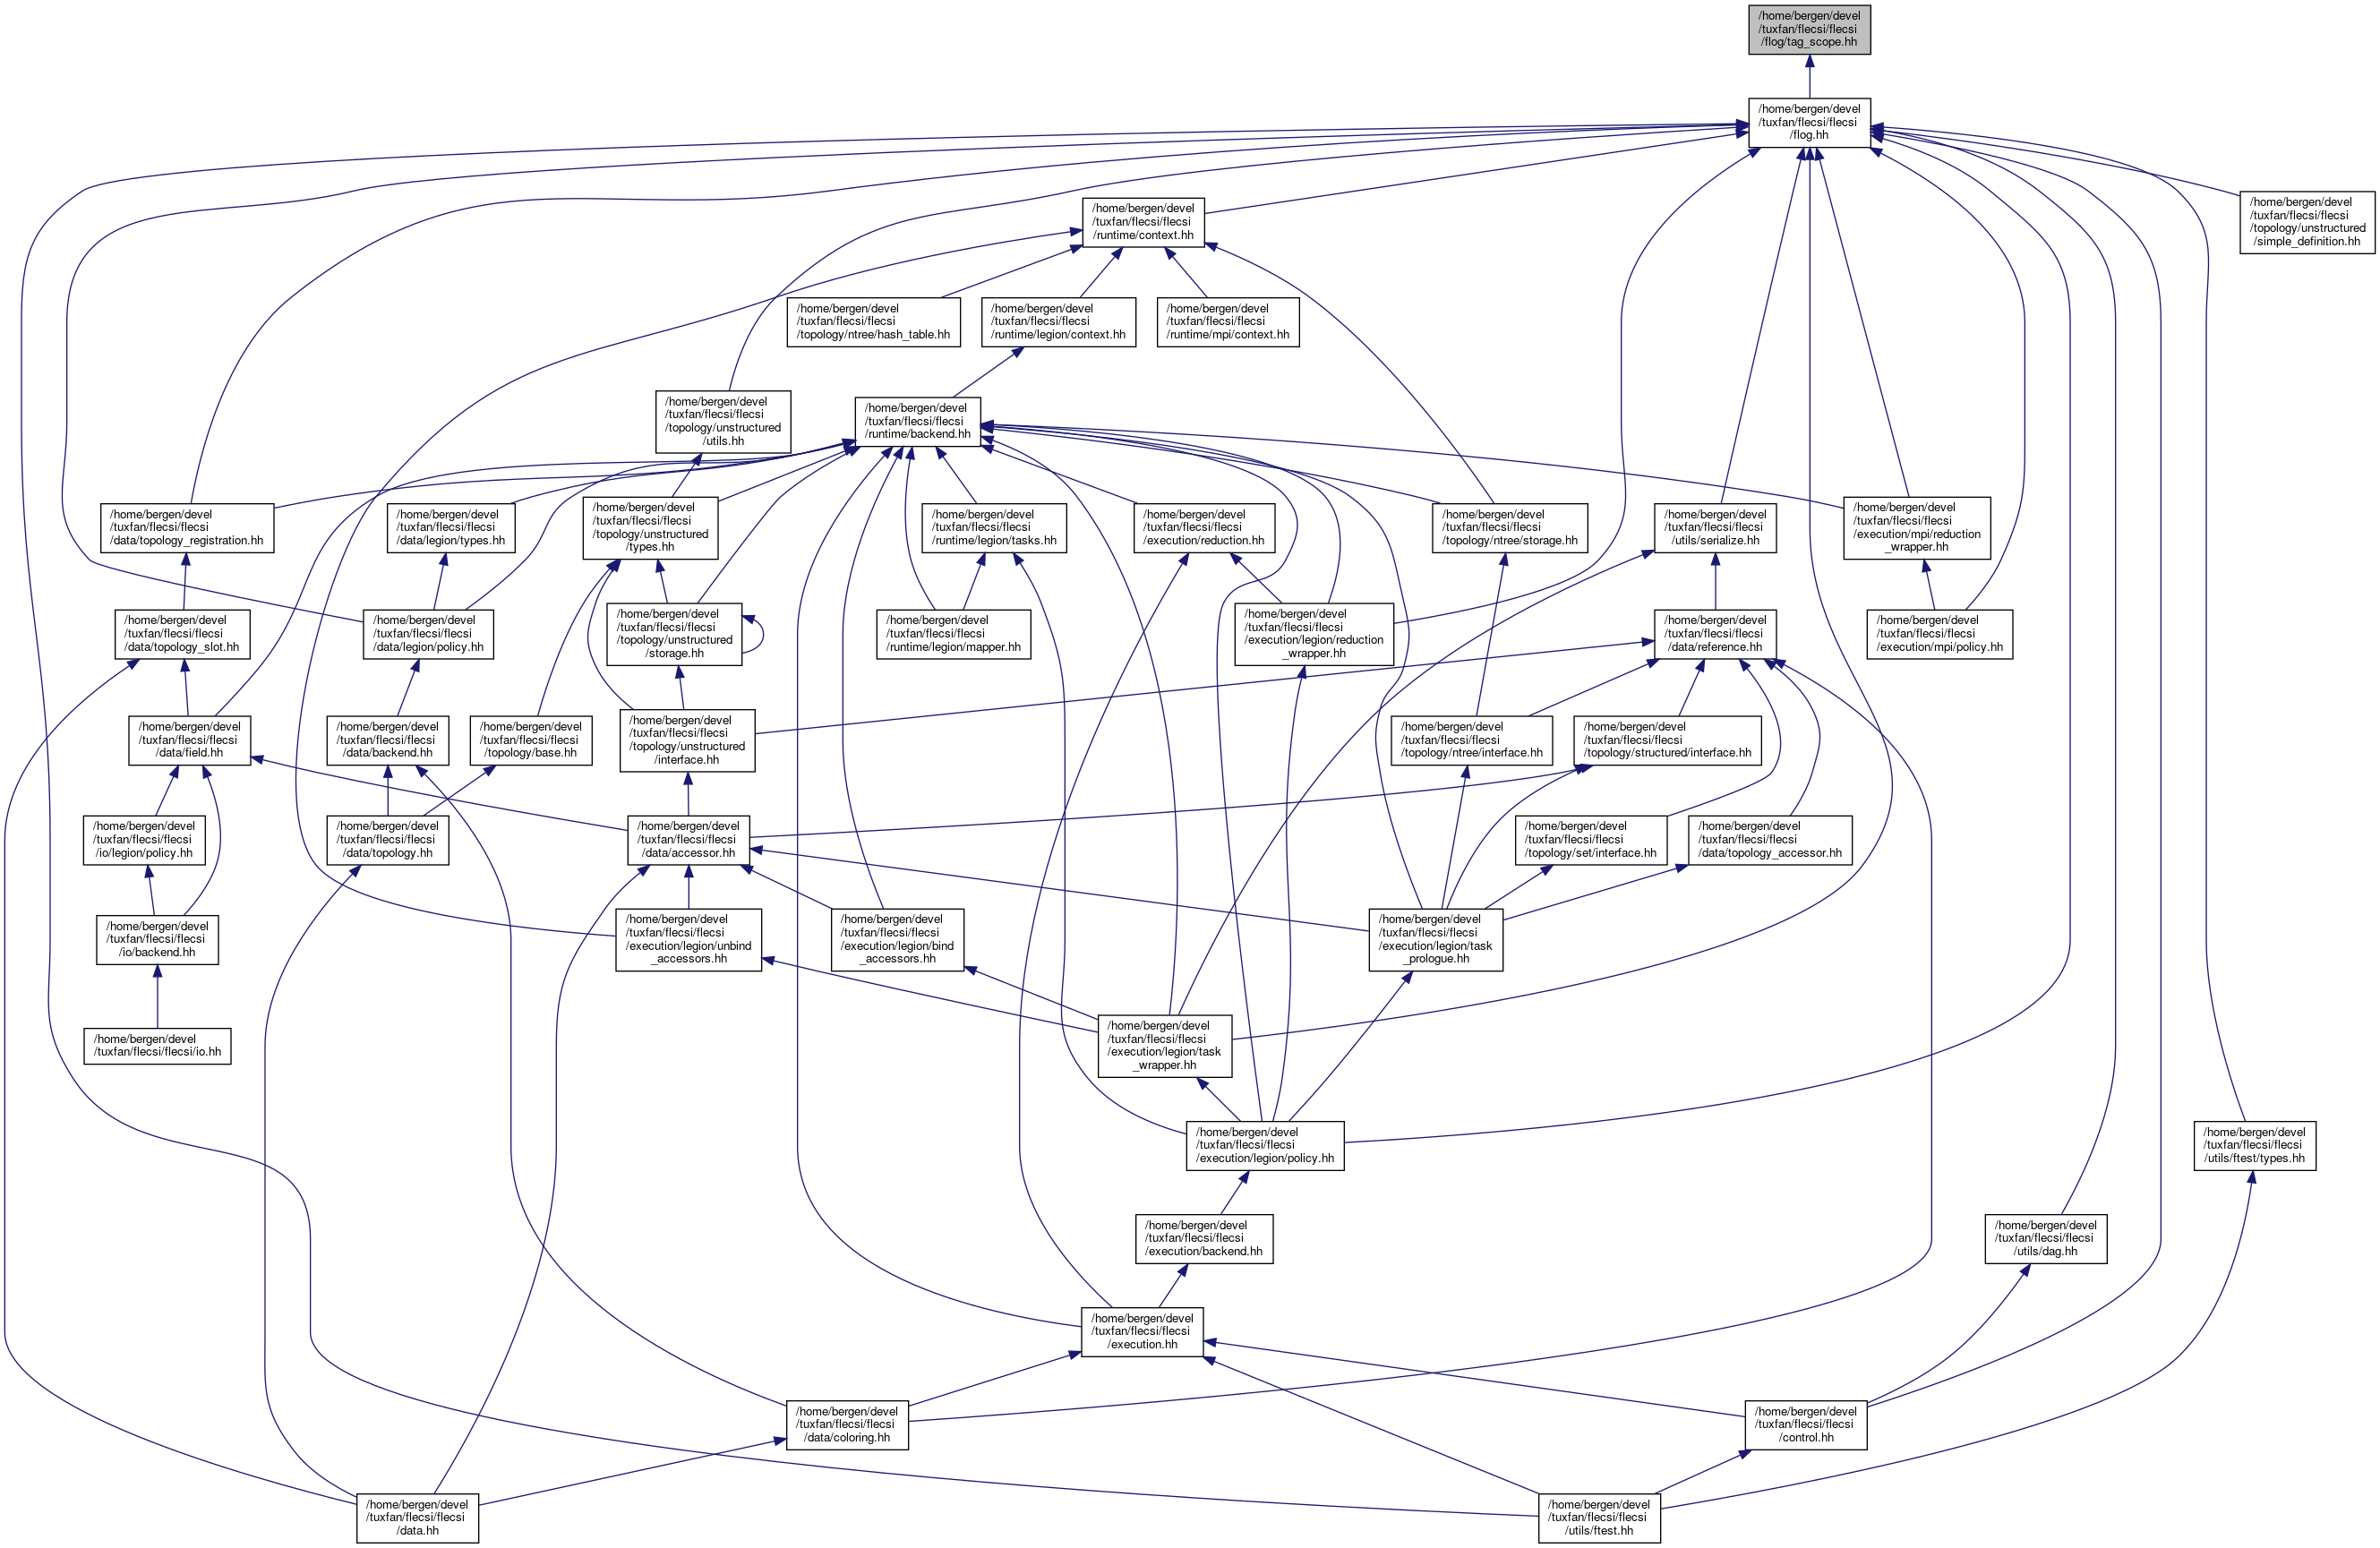 /home/bergen/devel
/tuxfan/flecsi/flecsi
/flog/tag_scope.hh
/home/bergen/devel
/tuxfan/flecsi/flecsi
/flog.hh
/home/bergen/devel
/tuxfan/flecsi/flecsi
/topology/unstructured
/simple_definition.hh
/home/bergen/devel
/tuxfan/flecsi/flecsi
/runtime/context.hh
/home/bergen/devel
/tuxfan/flecsi/flecsi
/topology/ntree/hash_table.hh
/home/bergen/devel
/tuxfan/flecsi/flecsi
/runtime/legion/context.hh
/home/bergen/devel
/tuxfan/flecsi/flecsi
/runtime/mpi/context.hh
/home/bergen/devel
/tuxfan/flecsi/flecsi
/topology/unstructured
/utils.hh
/home/bergen/devel
/tuxfan/flecsi/flecsi
/runtime/backend.hh
/home/bergen/devel
/tuxfan/flecsi/flecsi
/data/topology_registration.hh
/home/bergen/devel
/tuxfan/flecsi/flecsi
/data/legion/types.hh
/home/bergen/devel
/tuxfan/flecsi/flecsi
/topology/unstructured
/types.hh
/home/bergen/devel
/tuxfan/flecsi/flecsi
/runtime/legion/tasks.hh
/home/bergen/devel
/tuxfan/flecsi/flecsi
/execution/reduction.hh
/home/bergen/devel
/tuxfan/flecsi/flecsi
/topology/ntree/storage.hh
/home/bergen/devel
/tuxfan/flecsi/flecsi
/utils/serialize.hh
/home/bergen/devel
/tuxfan/flecsi/flecsi
/execution/mpi/reduction
_wrapper.hh
/home/bergen/devel
/tuxfan/flecsi/flecsi
/data/topology_slot.hh
/home/bergen/devel
/tuxfan/flecsi/flecsi
/data/legion/policy.hh
/home/bergen/devel
/tuxfan/flecsi/flecsi
/topology/unstructured
/storage.hh
/home/bergen/devel
/tuxfan/flecsi/flecsi
/runtime/legion/mapper.hh
/home/bergen/devel
/tuxfan/flecsi/flecsi
/execution/legion/reduction
_wrapper.hh
/home/bergen/devel
/tuxfan/flecsi/flecsi
/data/reference.hh
/home/bergen/devel
/tuxfan/flecsi/flecsi
/execution/mpi/policy.hh
/home/bergen/devel
/tuxfan/flecsi/flecsi
/data/field.hh
/home/bergen/devel
/tuxfan/flecsi/flecsi
/data/backend.hh
/home/bergen/devel
/tuxfan/flecsi/flecsi
/topology/base.hh
/home/bergen/devel
/tuxfan/flecsi/flecsi
/topology/unstructured
/interface.hh
/home/bergen/devel
/tuxfan/flecsi/flecsi
/topology/ntree/interface.hh
/home/bergen/devel
/tuxfan/flecsi/flecsi
/topology/structured/interface.hh
/home/bergen/devel
/tuxfan/flecsi/flecsi
/io/legion/policy.hh
/home/bergen/devel
/tuxfan/flecsi/flecsi
/data/topology.hh
/home/bergen/devel
/tuxfan/flecsi/flecsi
/data/accessor.hh
/home/bergen/devel
/tuxfan/flecsi/flecsi
/topology/set/interface.hh
/home/bergen/devel
/tuxfan/flecsi/flecsi
/data/topology_accessor.hh
/home/bergen/devel
/tuxfan/flecsi/flecsi
/io/backend.hh
/home/bergen/devel
/tuxfan/flecsi/flecsi
/execution/legion/unbind
_accessors.hh
/home/bergen/devel
/tuxfan/flecsi/flecsi
/execution/legion/bind
_accessors.hh
/home/bergen/devel
/tuxfan/flecsi/flecsi
/execution/legion/task
_prologue.hh
/home/bergen/devel
/tuxfan/flecsi/flecsi/io.hh
/home/bergen/devel
/tuxfan/flecsi/flecsi
/execution/legion/task
_wrapper.hh
/home/bergen/devel
/tuxfan/flecsi/flecsi
/execution/legion/policy.hh
/home/bergen/devel
/tuxfan/flecsi/flecsi
/utils/ftest/types.hh
/home/bergen/devel
/tuxfan/flecsi/flecsi
/execution/backend.hh
/home/bergen/devel
/tuxfan/flecsi/flecsi
/utils/dag.hh
/home/bergen/devel
/tuxfan/flecsi/flecsi
/execution.hh
/home/bergen/devel
/tuxfan/flecsi/flecsi
/data/coloring.hh
/home/bergen/devel
/tuxfan/flecsi/flecsi
/control.hh
/home/bergen/devel
/tuxfan/flecsi/flecsi
/data.hh
/home/bergen/devel
/tuxfan/flecsi/flecsi
/utils/ftest.hh